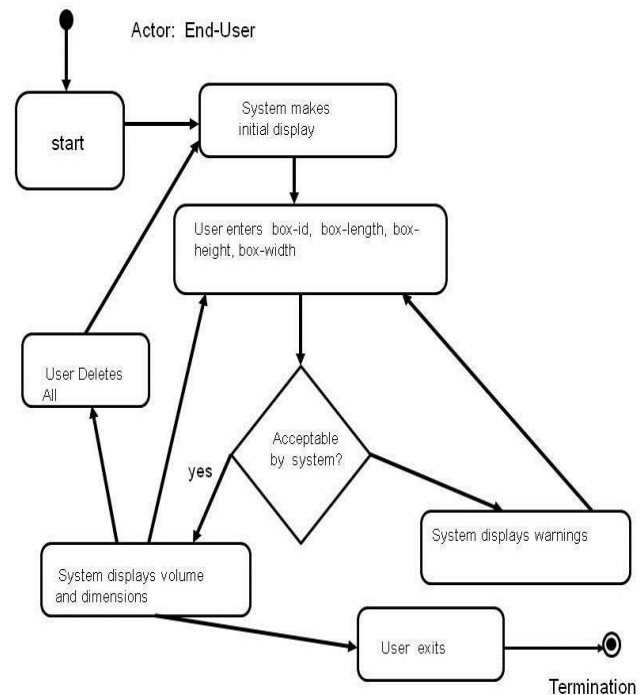 Actor: End-User
start
System makes
initial display
User enters box-id, box-length, box-
height, box-width
User Deletes
All
Acceptable
by system?
yes
System displays warnings
System displays volume
and dimensions
User exits
Termination